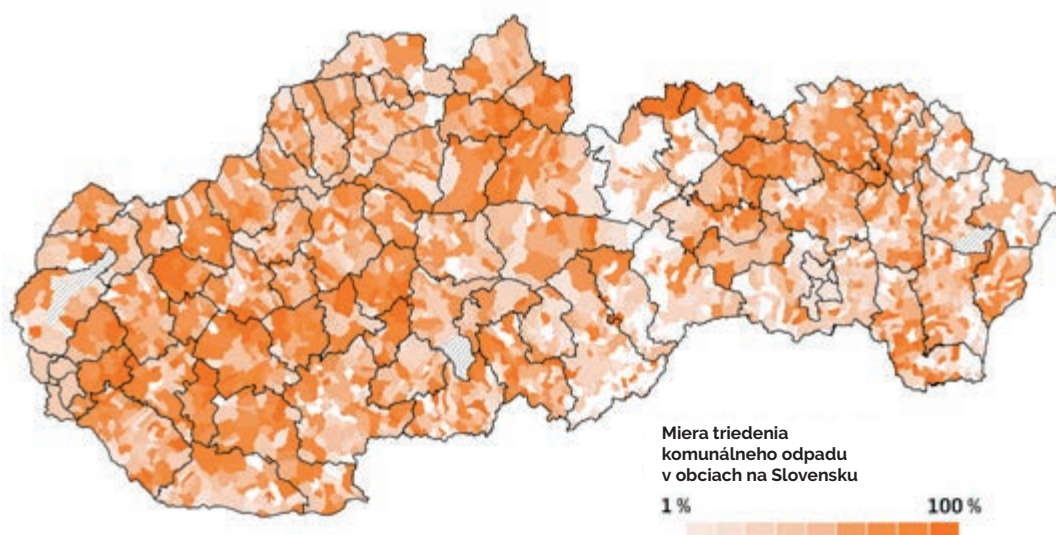 Miera triedenia
komunálneho odpadu
v obciach na Slovensku
1 % 100 %